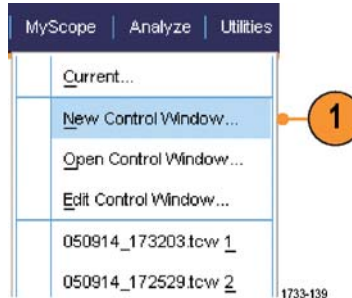 MyScope | Analyze | Utilities
Current...
New Control Window...
1
Open Control Window...
Edit Control Window...
050914_173203.tcw 1
050914_172529.tcw 2
1733-139